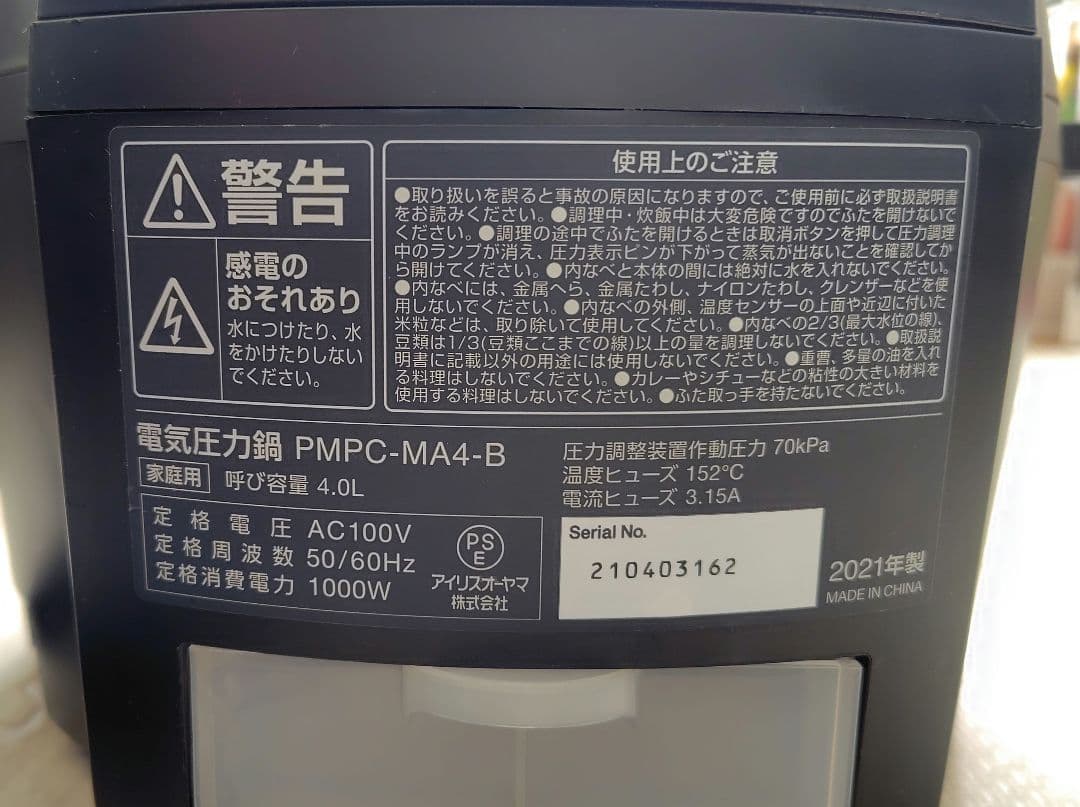 警告
感電の
おそれあり
水につけたり、水
をかけたりしない
でください。
使用上のご注意
●取り扱いを誤ると事故の原因になりますので、ご使用前に必ず取扱説明書
をお読みください。●調理中・炊飯中は大変危険ですのでふたを開けないで
ください。●調理の途中でふたを開けるときは取消ボタンを押して圧力調理
中のランプが消え、圧力表示ピンが下がって蒸気が出ないことを確認してか
ら開けてください。●内なべと本体の間には絶対に水を入れないでください。
●内なべには、金属へら、金属たわし、ナイロンたわし、クレンザーなどを使
用しないでください。●内なべの外側、温度センサーの上面や近辺に付いた
米粒などは、取り除いて使用してください。●内なべの2/3(最大水位の線)、
豆類は1/3(豆類ここまでの線)以上の量を調理しないでください。●取扱説
明書に記載以外の用途には使用しないでください。●重曹、多量の油を入れ
る料理はしないでください。●カレーやシチューなどの粘性の大きい材料を
使用する料理はしないでください。●ふた取っ手を持たないでください。
電気圧力鍋 PMPC-MA4-B
家庭用 呼び容量 4.0L
圧力調整装置作動圧力 70kPa
温度ヒューズ 152℃
電流ヒューズ 3.15A
定格電圧 AC100V
定格周波数 50/60Hz
定格消費電力 1000W
PS
E
アイリスオーヤマ
株式会社
Serial No.
210403162
2021年製
MADE IN CHINA